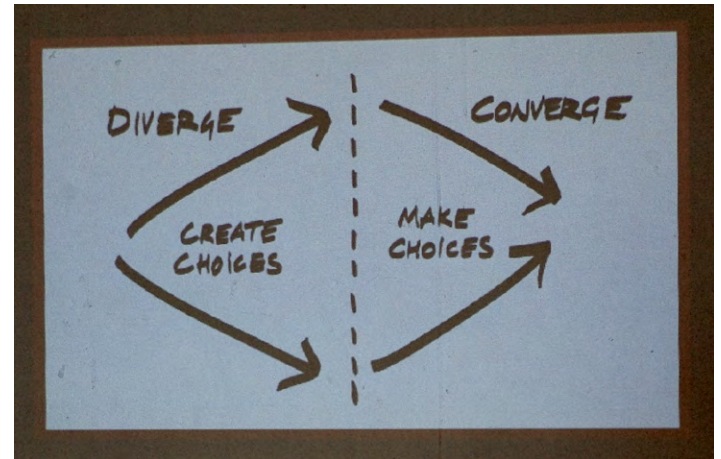 DIVERGE
CREATE
CHOICES
CONVERGE
MAKE
CHOICES